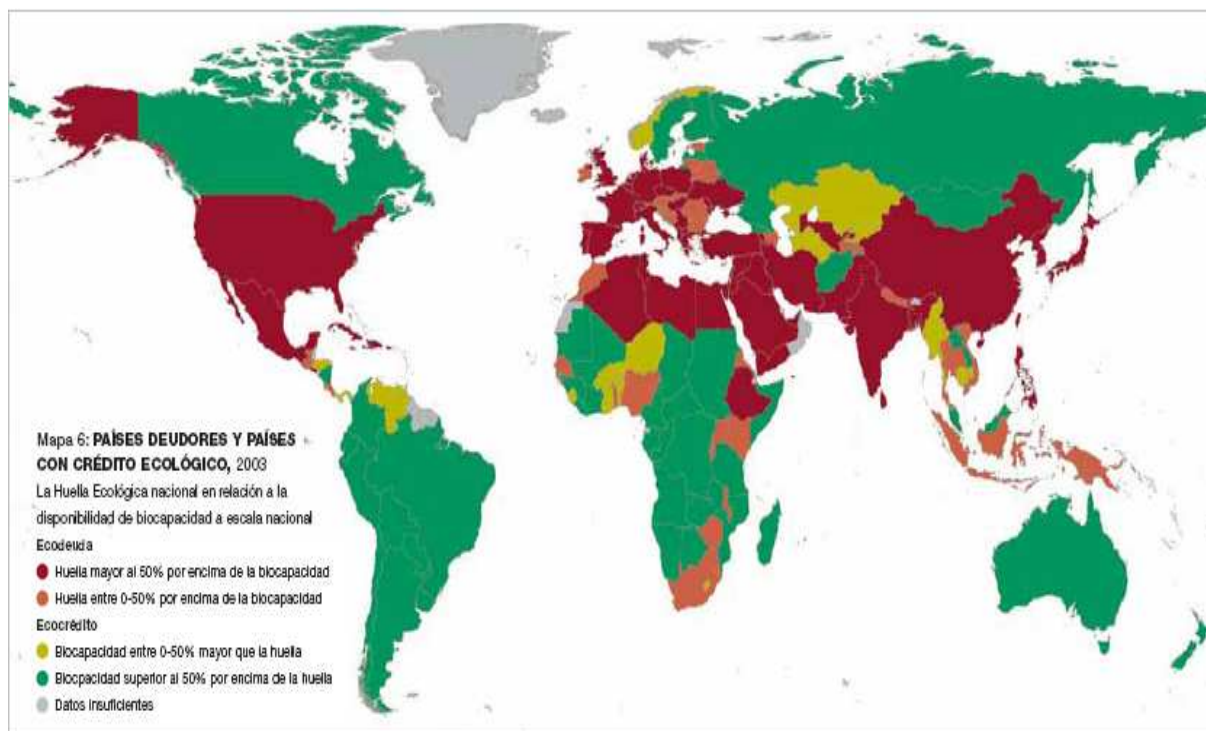 Mapa 6: PAÍSES DEUDORES Y PAÍSES
CON CRÉDITO ECOLÓGICO, 2003
La Huella Ecológica nacional en relación a la
disponibilidad de biocapacidad a escala nacional
Ecodeuda
Huella mayor al 50% por encima de la biocapacidad
Huella entre 0-50% por encima de la biocapacidad
Ecocrédito
Biocapacidad entre 0-50% mayor que la huella
Biocpacidad superior al 50% por encima de la huella
Datos insuficientes